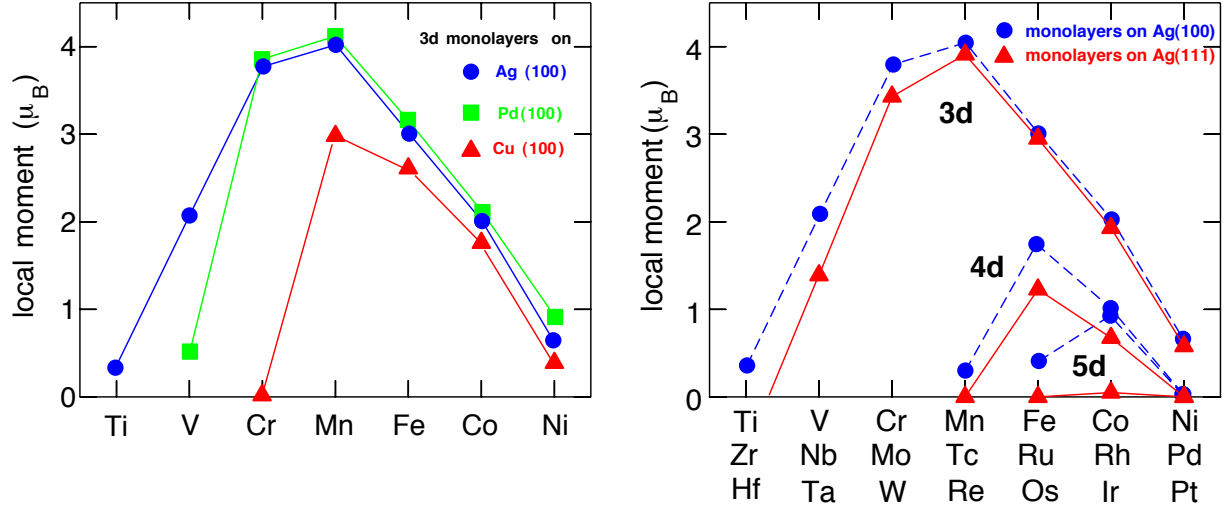 local moment (μ_B)
4
3
2
1
0
3d monolayers on
Ag (100)
Pd(100)
Cu (100)
Ti V Cr Mn Fe Co Ni
local moment (μ_B)
4
3
2
1
0
monolayers on Ag(100)
monolayers on Ag(111)
3d
4d
5d
Ti V Cr Mn Fe Co Ni
Zr Nb Mo Tc Ru Rh Pd
Hf Ta W Re Os Ir Pt